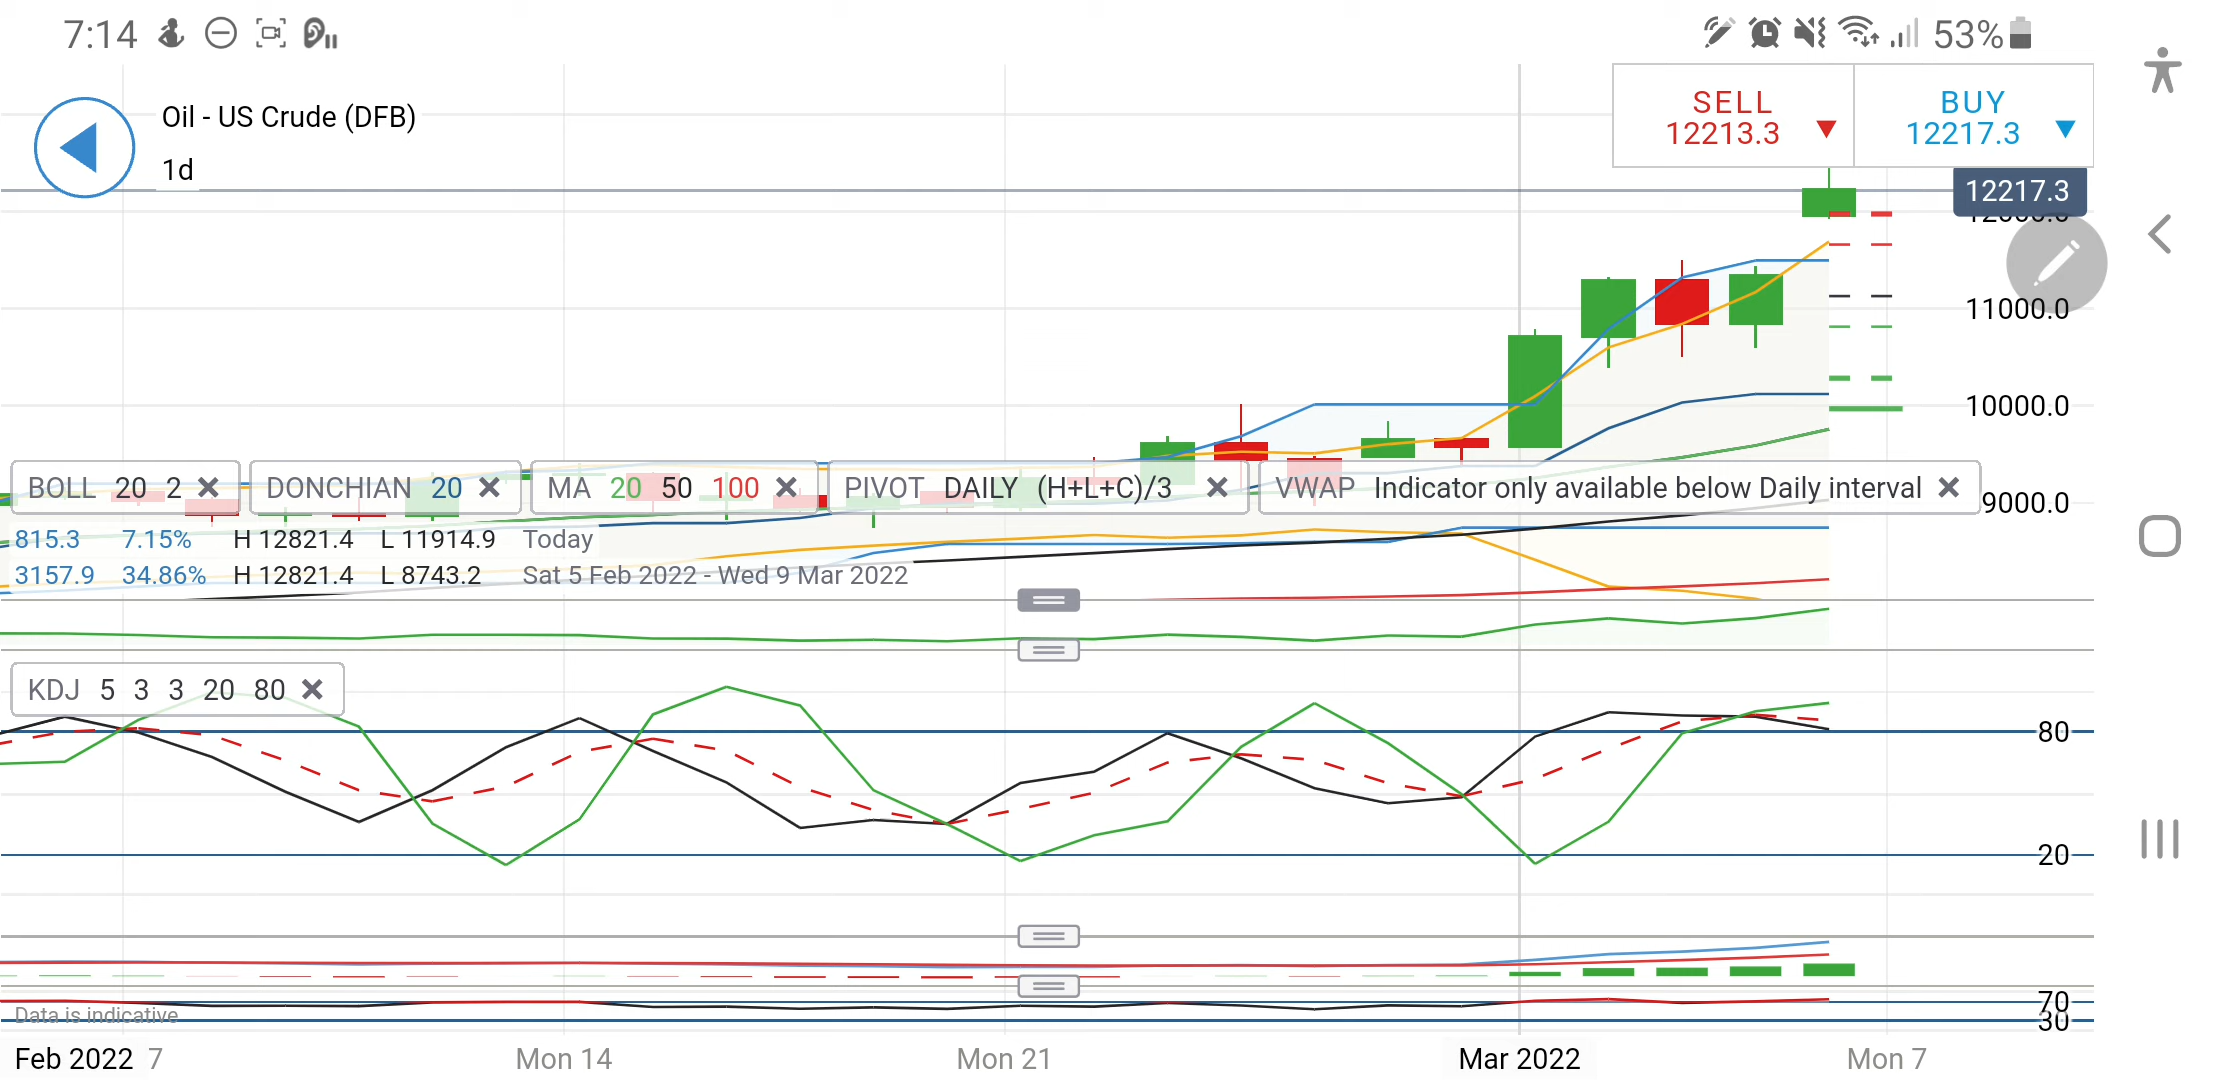 7:14
53%
Oil - US Crude (DFB)
1d
SELL
12213.3
BUY
12217.3
12217.3
12000.0
11000.0
10000.0
9000.0
BOLL 20 2
DONCHIAN 20
MA 20 50 100
PIVOT DAILY (H+L+C)/3
VWAP Indicator only available below Daily interval
815.3 7.15% H 12821.4 L 11914.9 Today
3157.9 34.86% H 12821.4 L 8743.2 Sat 5 Feb 2022 - Wed 9 Mar 2022
KDJ 5 3 3 20 80
80
20
70
30
Data is indicative
Feb 2022 7 Mon 14 Mon 21 Mar 2022 Mon 7